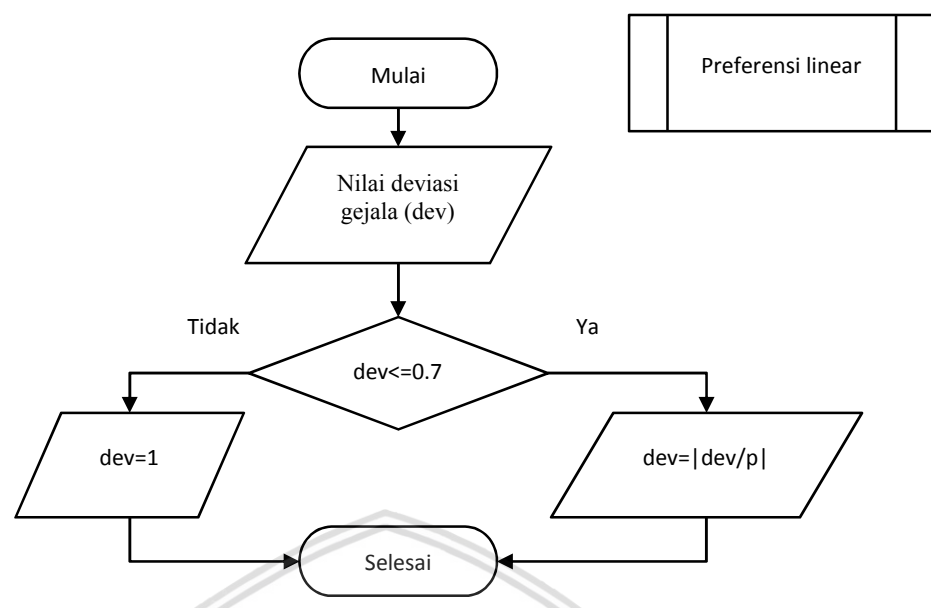 Mulai
Preferensi linear
Nilai deviasi
gejala (dev)
Tidak
Ya
dev<=0.7
dev=1
dev=|dev/p|
Selesai